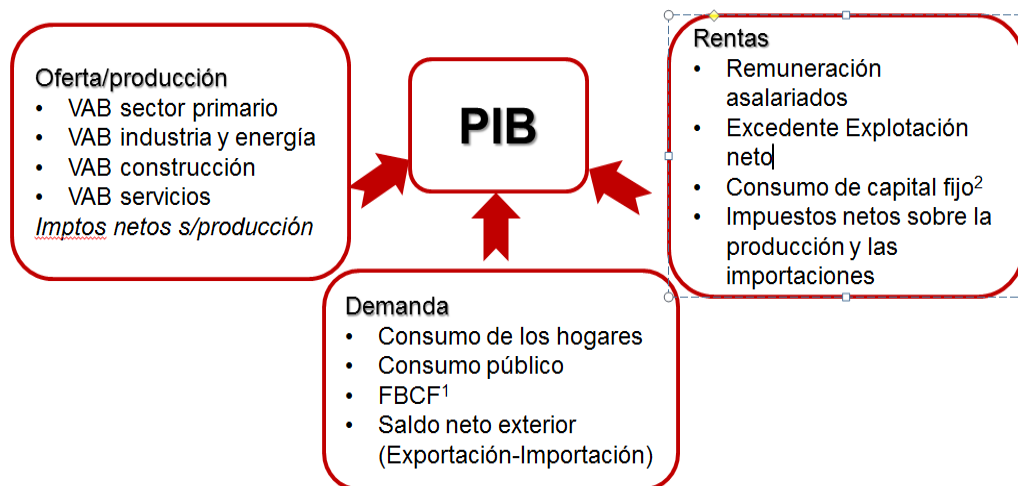 Oferta/producción
• VAB sector primario
• VAB industria y energía
• VAB construcción
• VAB servicios
Imptos netos s/producción
PIB
Rentas
• Remuneración
asalariados
• Excedente Explotación
neto
• Consumo de capital fijo²
• Impuestos netos sobre la
producción y las
importaciones
Demanda
• Consumo de los hogares
• Consumo público
• FBCF¹
• Saldo neto exterior
(Exportación-Importación)